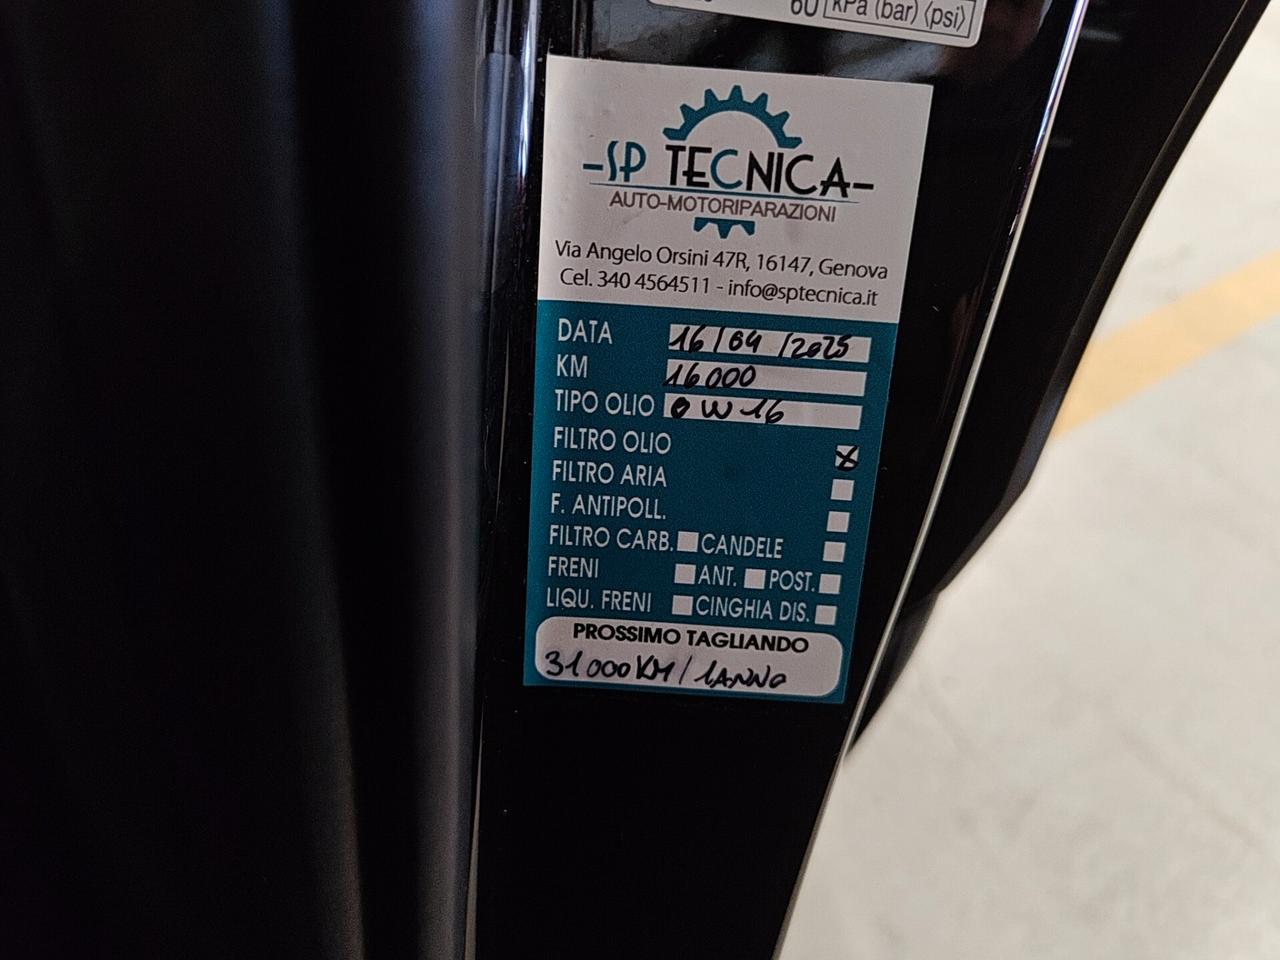 60 kPa (bar) (psi)
-SP TECNICA-
AUTO-MOTORIPARAZIONI
Via Angelo Orsini 47R, 16147, Genova
Cel. 340 4564511 - info@sptecnica.it
DATA 16/04/2025
KM 16000
TIPO OLIO 0W-16
FILTRO OLIO X
FILTRO ARIA
F. ANTIPOLL.
FILTRO CARB. CANDELE
FRENI ANT. POST.
LIQU. FRENI CINGHIA DIS.
PROSSIMO TAGLIANDO
31000KM/1ANNO